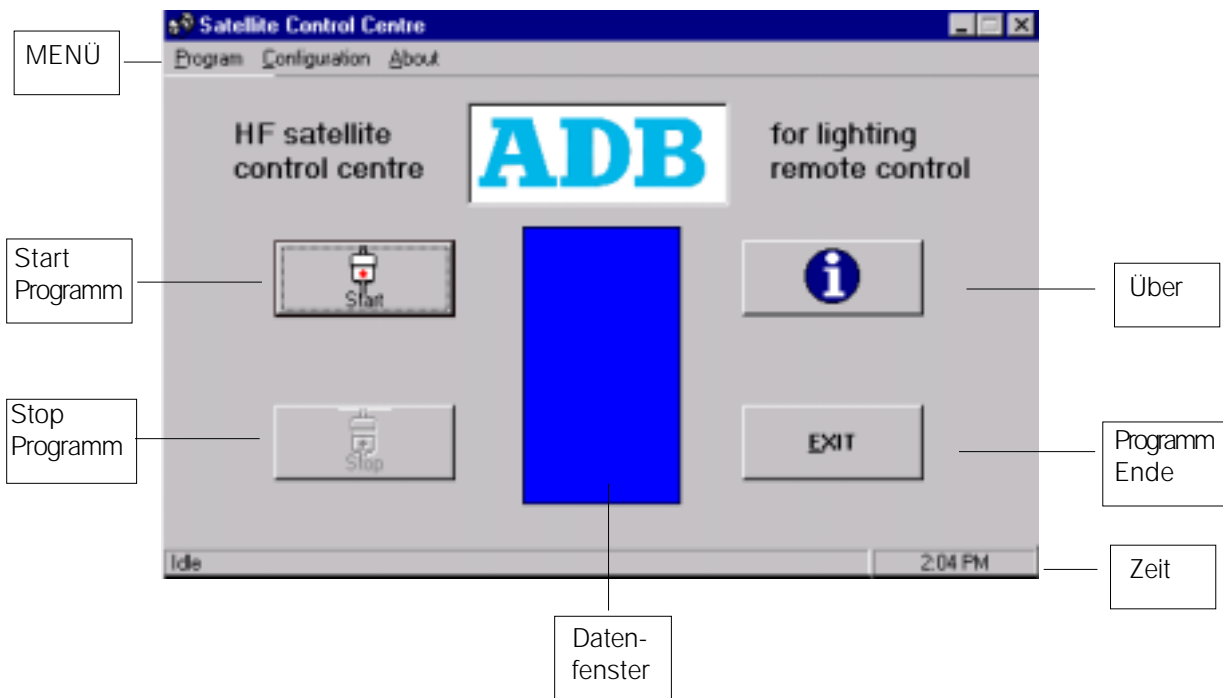 Satellite Control Centre
MENÜ
Program Configuration About
HF satellite
control centre
ADB
for lighting
remote control
Start
Programm
Start
Über
Stop
Programm
Stop
EXIT
Programm
Ende
Idle
2:04 PM
Zeit
Daten-
fenster